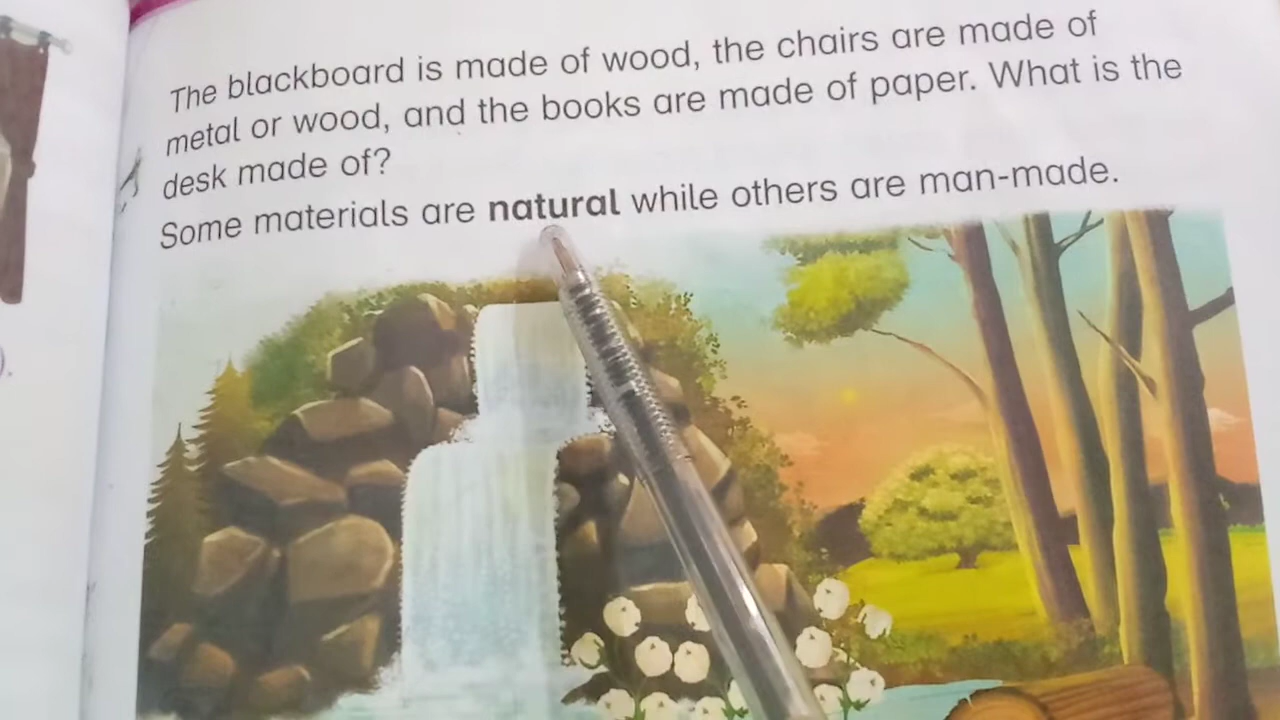 The blackboard is made of wood, the chairs are made of
metal or wood, and the books are made of paper. What is the
desk made of?
Some materials are natural while others are man-made.